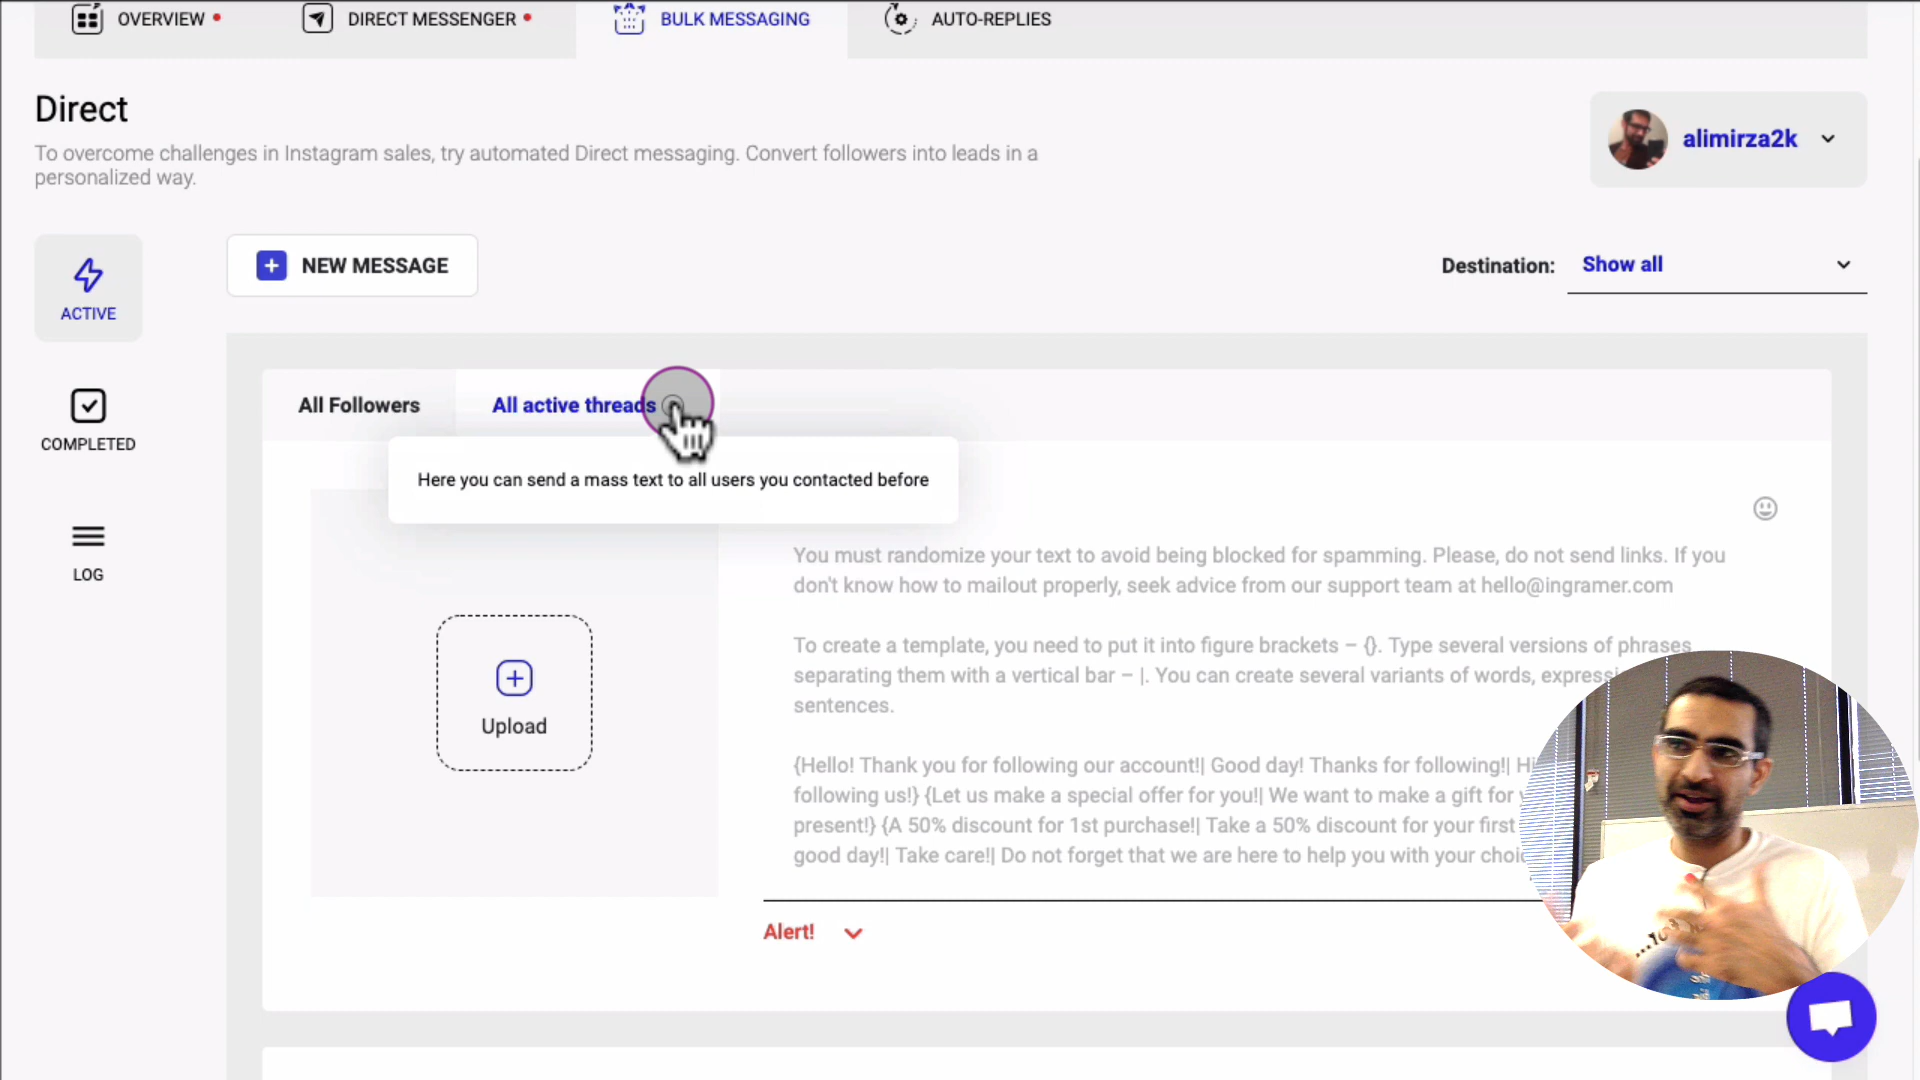 OVERVIEW
DIRECT MESSENGER
BULK MESSAGING
AUTO-REPLIES
Direct
To overcome challenges in Instagram sales, try automated Direct messaging. Convert followers into leads in a
personalized way.
alimirza2k
ACTIVE
NEW MESSAGE
Destination:
Show all
COMPLETED
LOG
All Followers
All active threads
Here you can send a mass text to all users you contacted before
You must randomize your text to avoid being blocked for spamming. Please, do not send links. If you
don't know how to mailout properly, seek advice from our support team at hello@ingramer.com
To create a template, you need to put it into figure brackets – {}. Type several versions of phrases
separating them with a vertical bar – |. You can create several variants of words,
sentences.
{Hello! Thank you for following our account!| Good day! Thanks for following!|
following us!} {Let us make a special offer for you!| We want to make a gift for
present!} {A 50% discount for 1st purchase!| Take a 50% discount for your first
good day!| Take care!| Do not forget that we are here to help you with your
Upload
Alert!